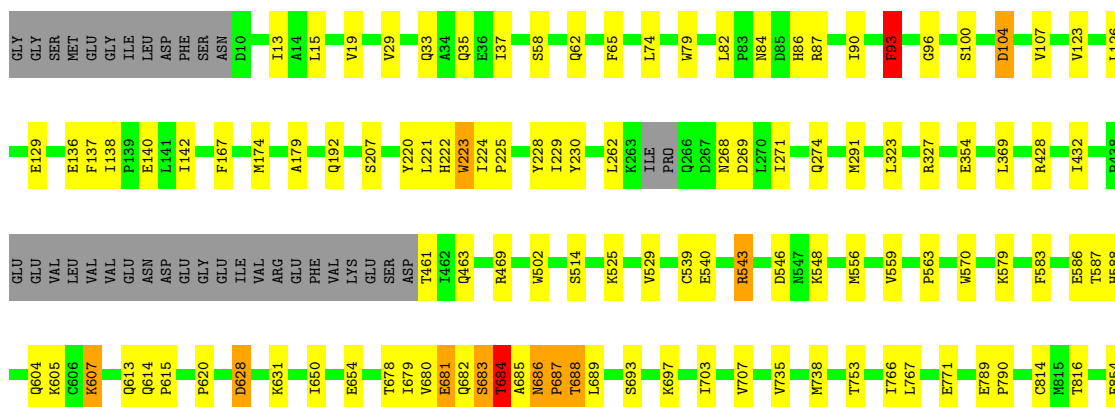 GLY GLY SER MET GLU GLY ILE LEU ASP PHE SER ASN D10 I13 A14 L15 V19 V29 Q33 A34 Q35 E36 I37 S58 Q62 F65 L74 W79 L82 P83 N84 D85 H86 R87 I90 F93 G96 S100 D104 V107 V123 L126
E129 E136 F137 I138 P139 E140 L141 I142 F167 M174 A179 Q192 S207 Y220 L221 H222 W223 I224 P225 Y228 I229 Y230 L262 K263 ILE PRO Q266 D267 N268 D269 L270 I271 Q274 M291 L323 R327 E354 L369 R428 I432
GLU GLU VAL LEU VAL VAL GLU ASN ASP GLU GLY GLU ILE VAL ARG GLU PHE VAL LYS GLU SER ASP T461 I462 Q463 R469 W502 S514 K525 V529 C539 E540 R543 D546 N547 K548 M556 V559 P563 W570 K579 F583 E586 T587 H588
Q604 K605 C606 K607 Q613 Q614 P615 P620 D628 K631 I650 E654 T678 I679 V680 E681 Q682 S683 T684 A685 N686 P687 T688 L689 S693 K697 I703 V707 V735 M738 T753 I766 L767 E771 E789 P790 C814 M815 T816